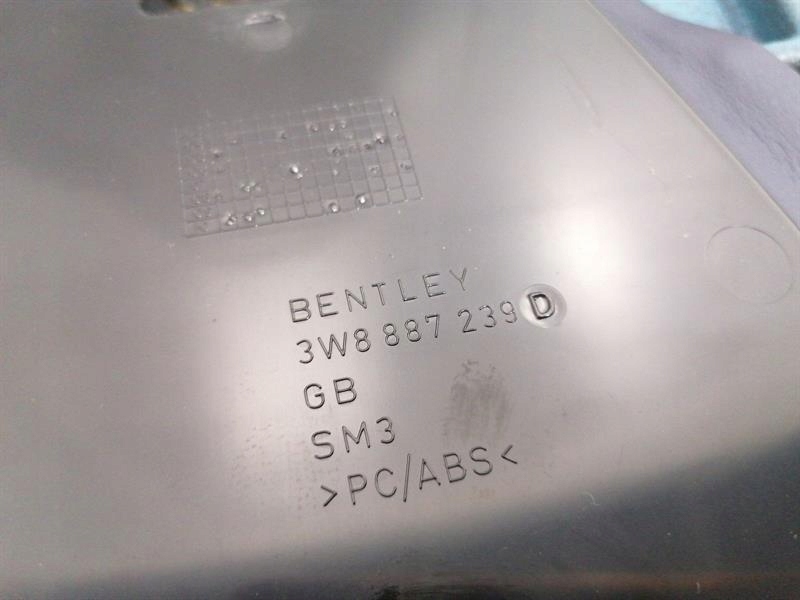 BENTLEY
3W8 887 239 D
GB
SM3
>PC/ABS<